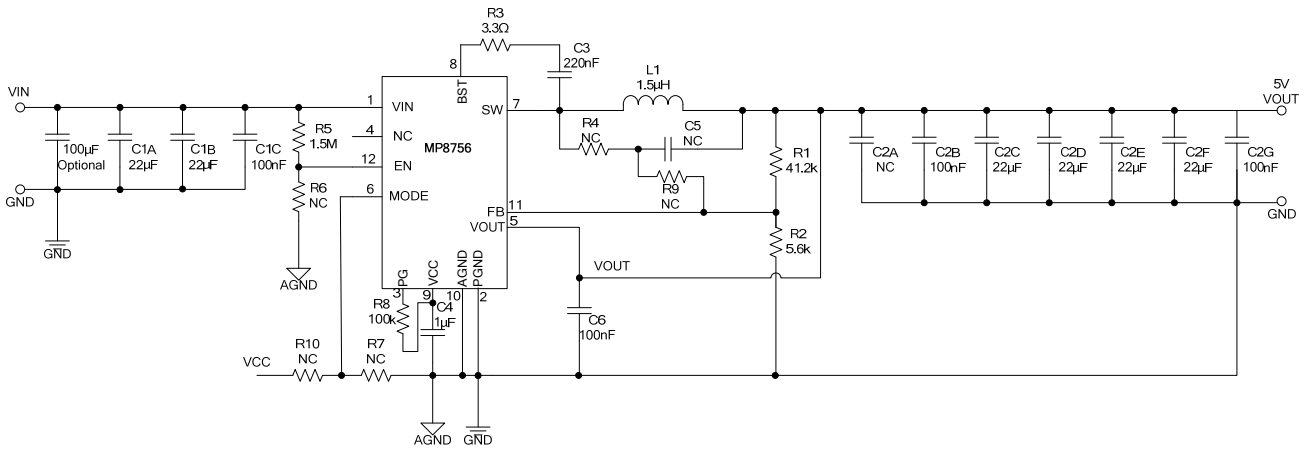 R3
3.3Ω
C3
220nF
8
BST
L1
1.5µH
VIN
5V
VOUT
1
VIN
SW
7
100µF
Optional
C1A
22µF
C1B
22µF
C1C
100nF
R5
1.5M
4
NC
MP8756
12
EN
R4
NC
C5
NC
R1
41.2k
C2A
NC
C2B
100nF
C2C
22µF
C2D
22µF
C2E
22µF
C2F
22µF
C2G
100nF
R6
NC
6
MODE
R9
NC
GND
FB
11
VOUT
5
GND
R2
5.6k
GND
AGND
VOUT
PG
VCC
AGND
PGND
3
9
10
2
R8
100k
C4
1µF
C6
100nF
R10
NC
R7
NC
VCC
AGND
GND